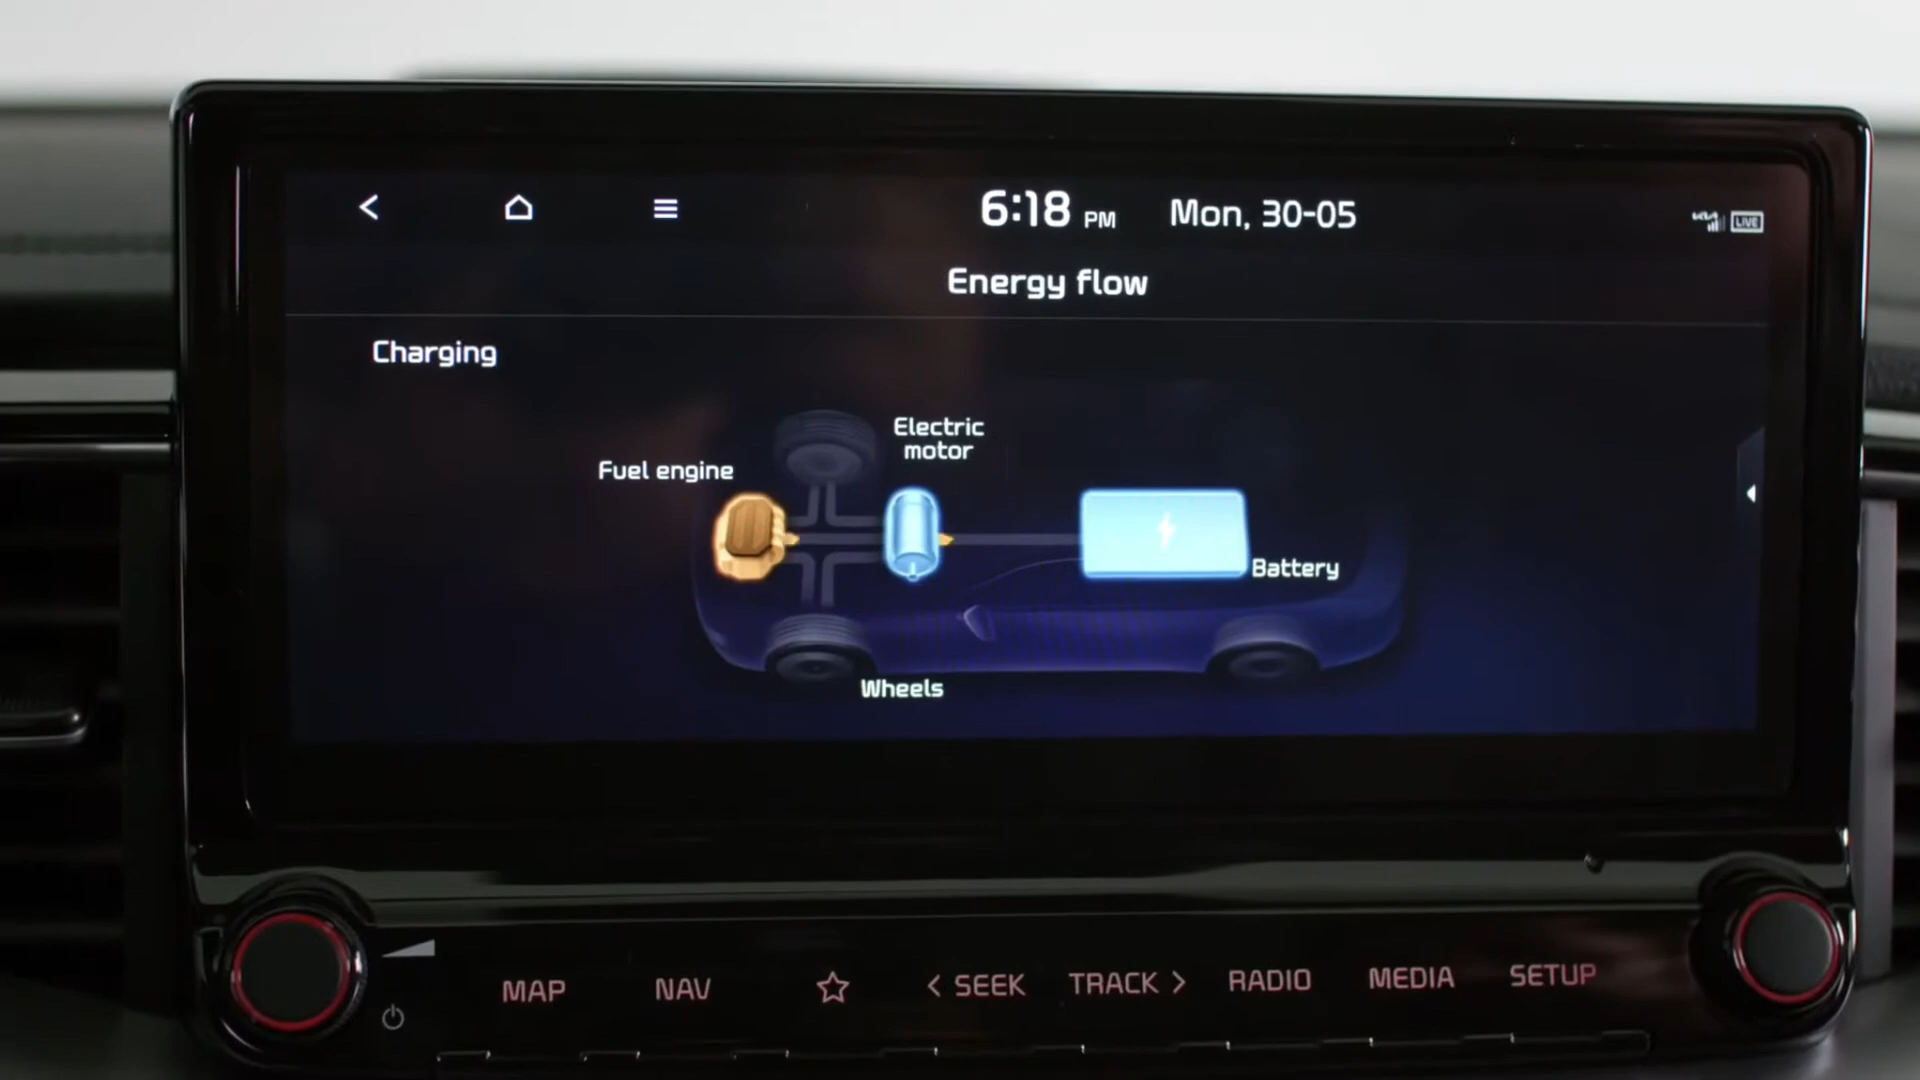 6:18 PM Mon, 30-05
LIVE
Energy flow
Charging
Electric
motor
Fuel engine
Battery
Wheels
MAP NAV < SEEK TRACK > RADIO MEDIA SETUP